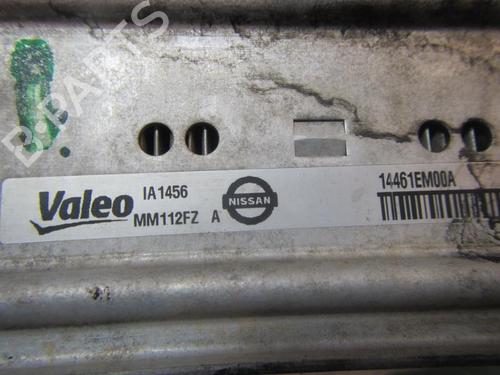 B-PARTS
Valeo
IA1456
MM112FZ A
NISSAN
14461EM00A